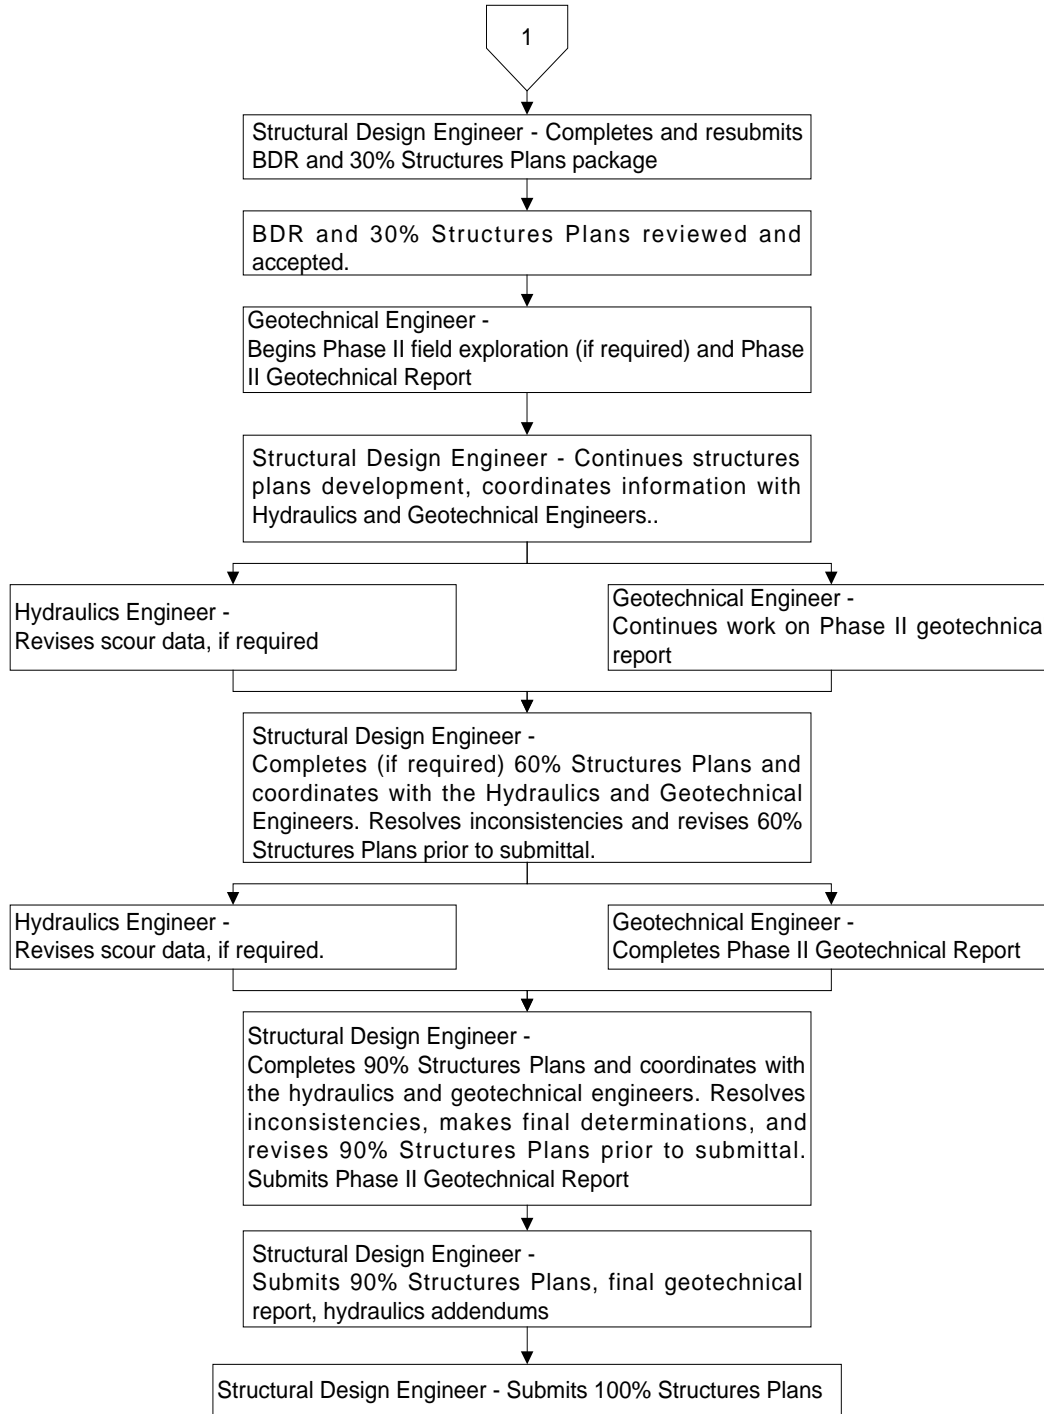 1
Structural Design Engineer - Completes and resubmits
BDR and 30% Structures Plans package
BDR and 30% Structures Plans reviewed and
accepted.
Geotechnical Engineer -
Begins Phase II field exploration (if required) and Phase
II Geotechnical Report
Structural Design Engineer - Continues structures
plans development, coordinates information with
Hydraulics and Geotechnical Engineers..
Hydraulics Engineer -
Revises scour data, if required
Geotechnical Engineer -
Continues work on Phase II geotechnical
report
Structural Design Engineer -
Completes (if required) 60% Structures Plans and
coordinates with the Hydraulics and Geotechnical
Engineers. Resolves inconsistencies and revises 60%
Structures Plans prior to submittal.
Hydraulics Engineer -
Revises scour data, if required.
Geotechnical Engineer -
Completes Phase II Geotechnical Report
Structural Design Engineer -
Completes 90% Structures Plans and coordinates with
the hydraulics and geotechnical engineers. Resolves
inconsistencies, makes final determinations, and
revises 90% Structures Plans prior to submittal.
Submits Phase II Geotechnical Report
Structural Design Engineer -
Submits 90% Structures Plans, final geotechnical
report, hydraulics addendums
Structural Design Engineer - Submits 100% Structures Plans